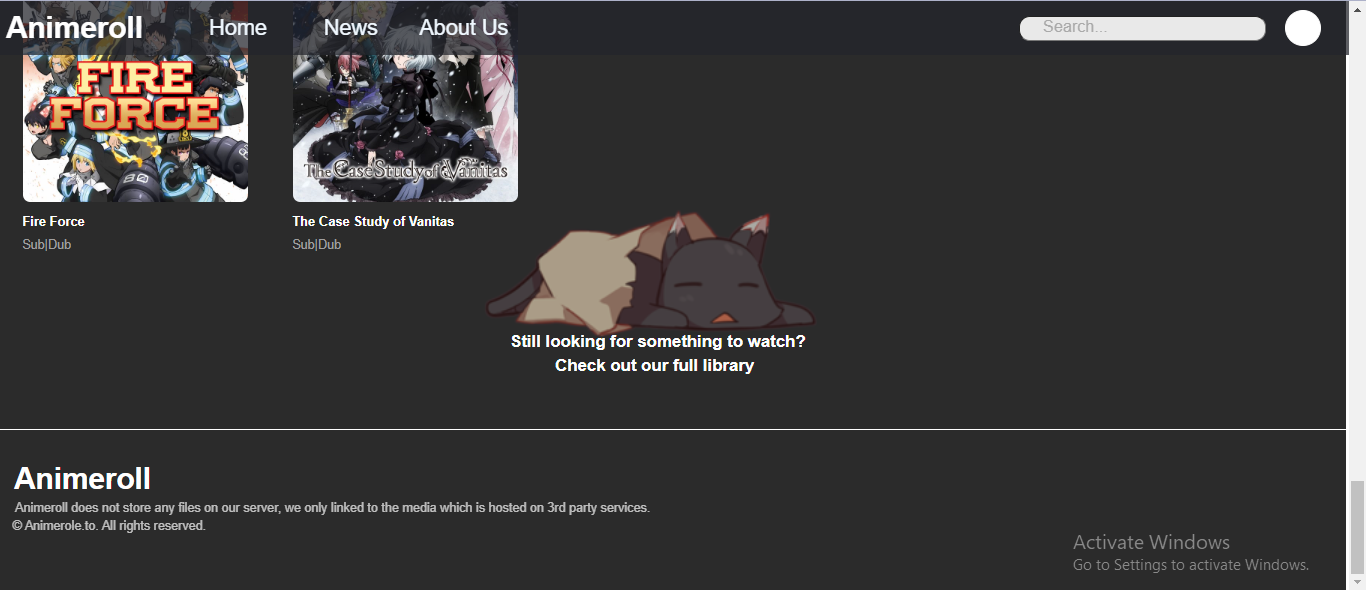 Animeroll Home News About Us Search...
FIRE
FORCE
The Case Study of Vanitas
Fire Force
The Case Study of Vanitas
Sub|Dub
Sub|Dub
Still looking for something to watch?
Check out our full library
Animeroll
Animeroll does not store any files on our server, we only linked to the media which is hosted on 3rd party services.
© Animerole.to. All rights reserved.
Activate Windows
Go to Settings to activate Windows.